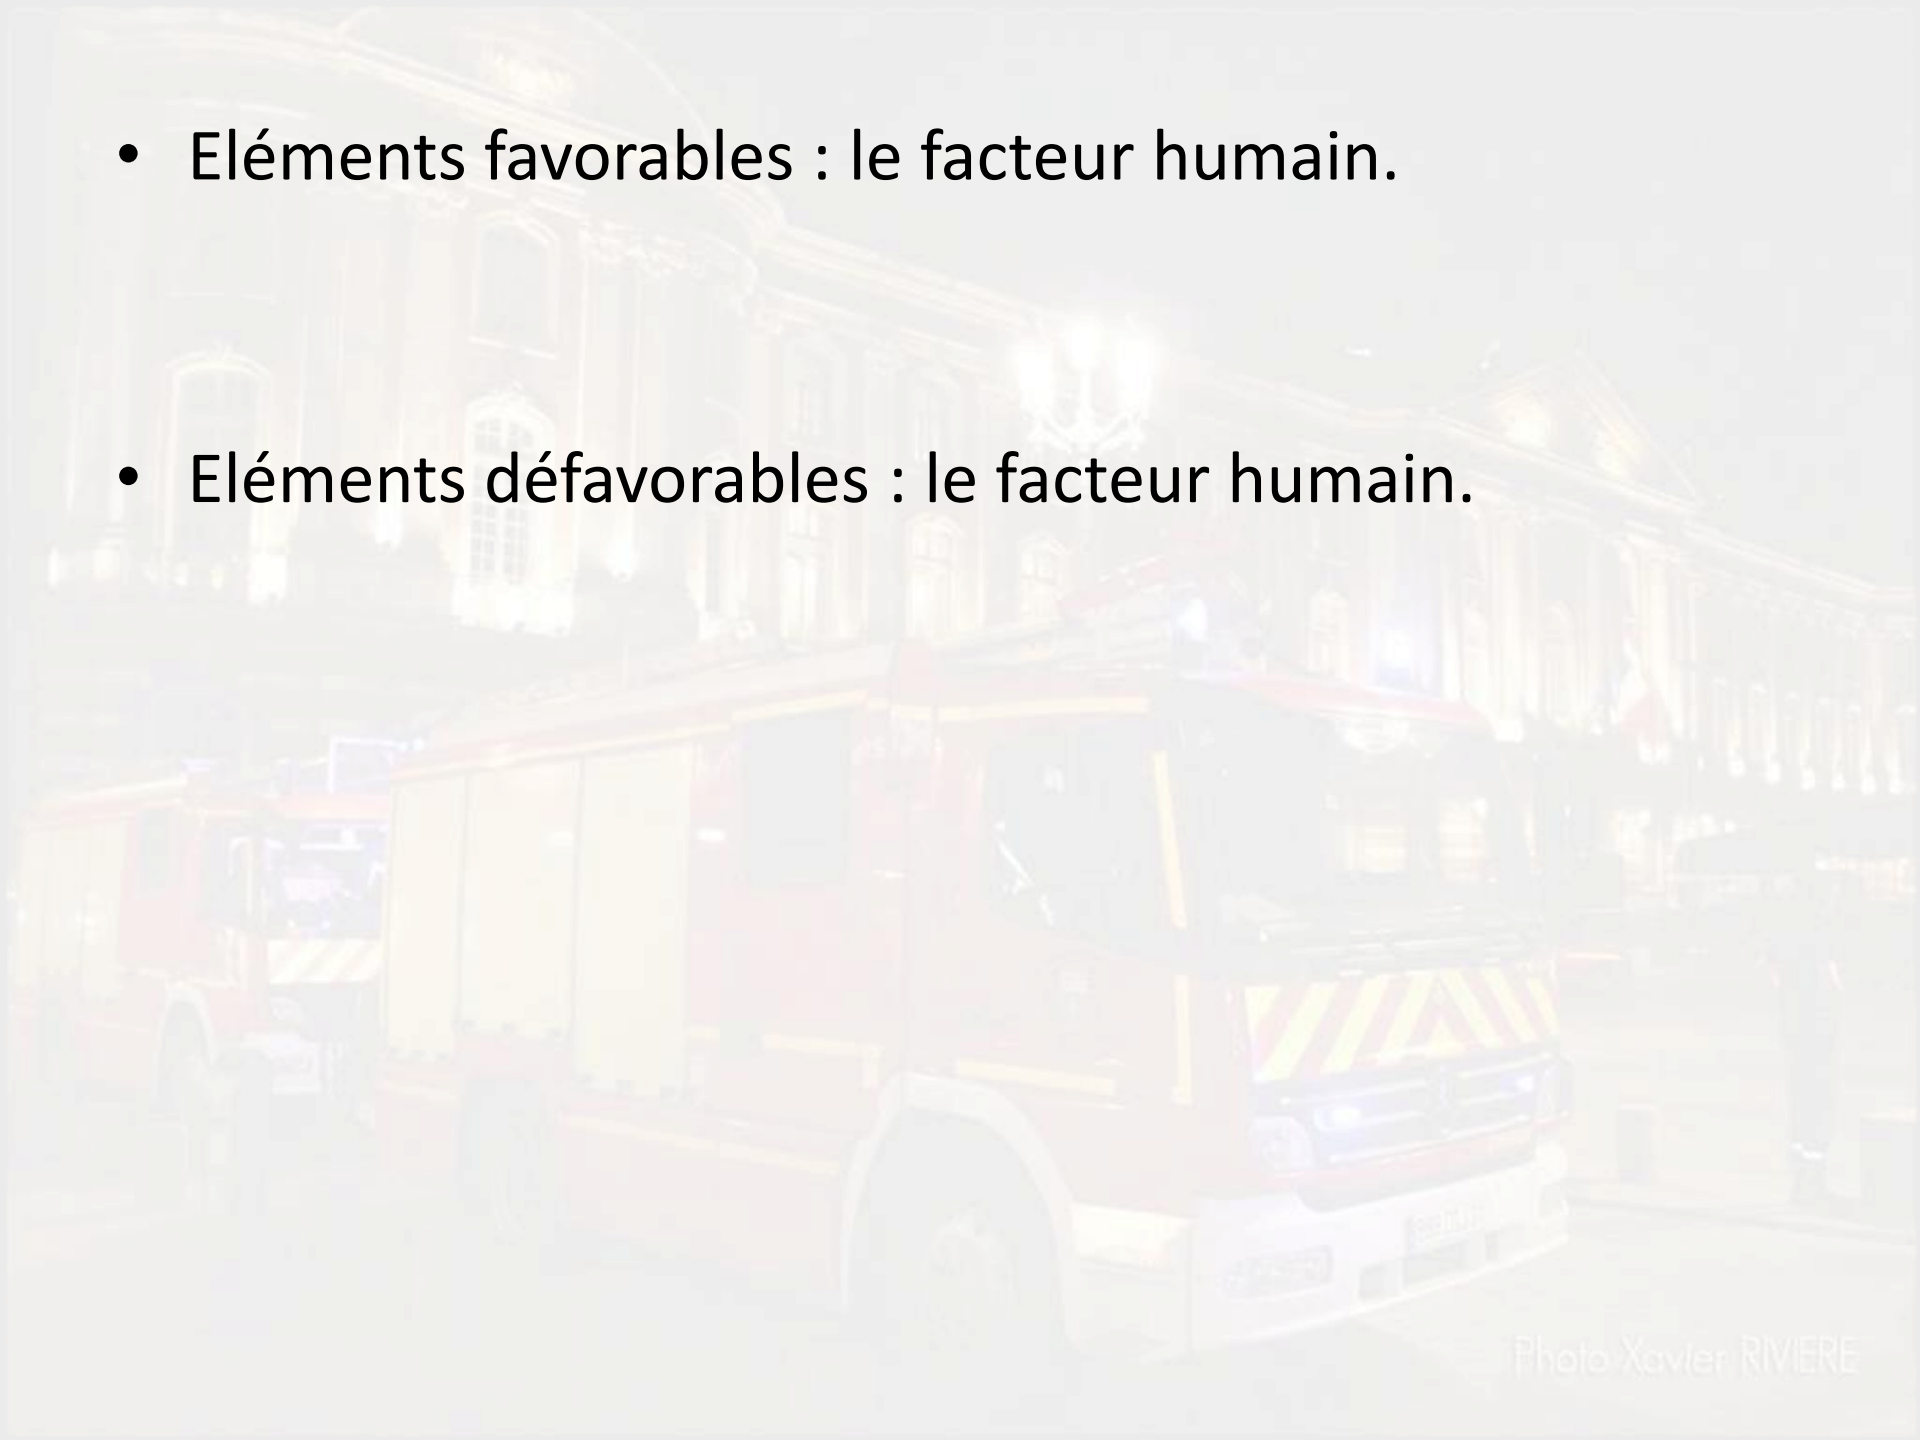 • Eléments favorables : le facteur humain.
• Eléments défavorables : le facteur humain.
Photo Xavier RIVIERE